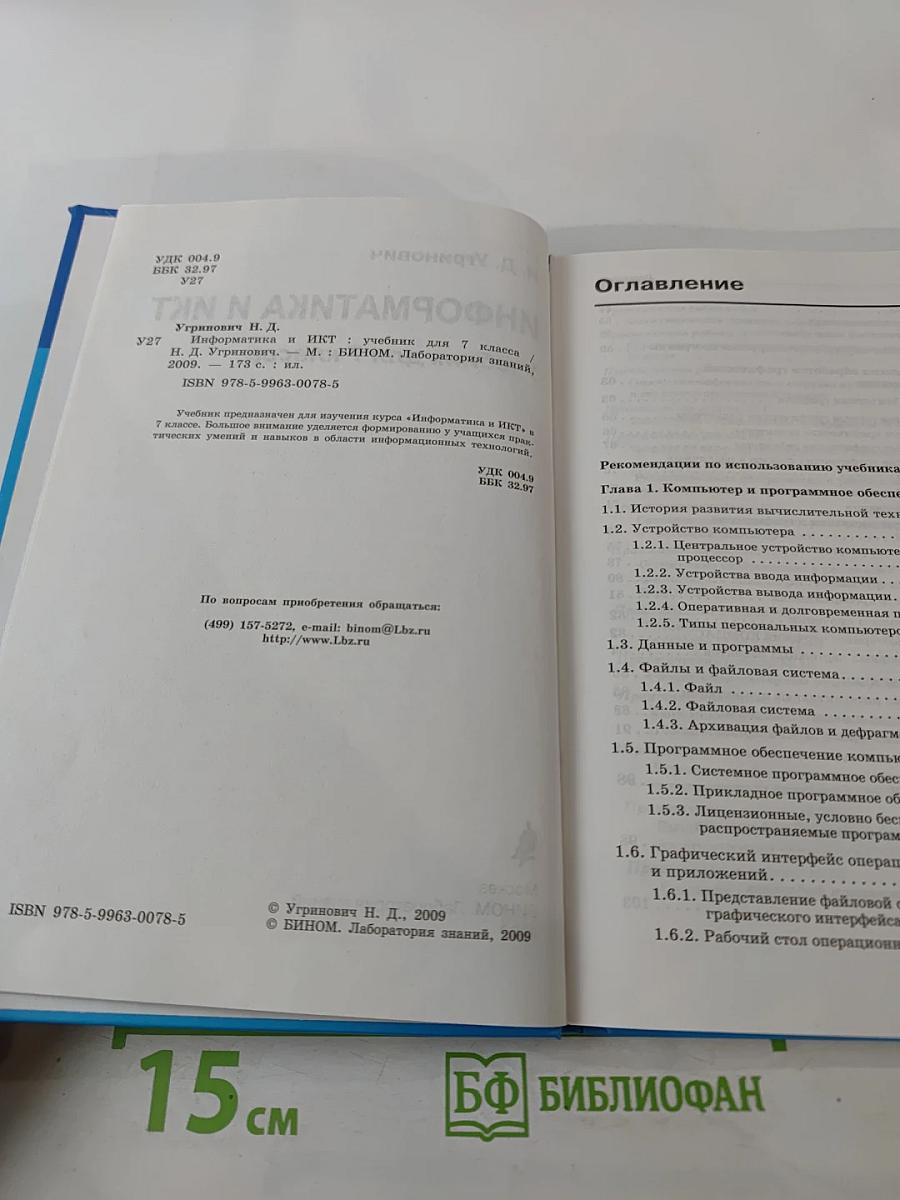 УДК 004.9
ББК 32.97
У27
Угринович Н. Д.
У27 Информатика и ИКТ : учебник для 7 класса /
Н. Д. Угринович. — М. : БИНОМ. Лаборатория знаний,
2009. — 173 с. : ил.
ISBN 978-5-9963-0078-5
Учебник предназначен для изучения курса «Информатика и ИКТ» в
7 классе. Большое внимание уделяется формированию у учащихся прак-
тических умений и навыков в области информационных технологий.
УДК 004.9
ББК 32.97
По вопросам приобретения обращаться:
(499) 157-5272, e-mail: binom@Lbz.ru
http://www.Lbz.ru
ISBN 978-5-9963-0078-5
© Угринович Н. Д., 2009
© БИНОМ. Лаборатория знаний, 2009
Оглавление
Рекомендации по использованию учебника
Глава 1. Компьютер и программное обеспе
1.1. История развития вычислительной техн
1.2. Устройство компьютера
1.2.1. Центральное устройство компьюте
процессор
1.2.2. Устройства ввода информации
1.2.3. Устройства вывода информации
1.2.4. Оперативная и долговременная п
1.2.5. Типы персональных компьютеро
1.3. Данные и программы
1.4. Файлы и файловая система
1.4.1. Файл
1.4.2. Файловая система
1.4.3. Архивация файлов и дефрагм
1.5. Программное обеспечение компью
1.5.1. Системное программное обес
1.5.2. Прикладное программное об
1.5.3. Лицензионные, условно бес
распространяемые програм
1.6. Графический интерфейс операц
и приложений
1.6.1. Представление файловой с
графического интерфейса
1.6.2. Рабочий стол операционн
15 см
БФ БИБЛИОФАН